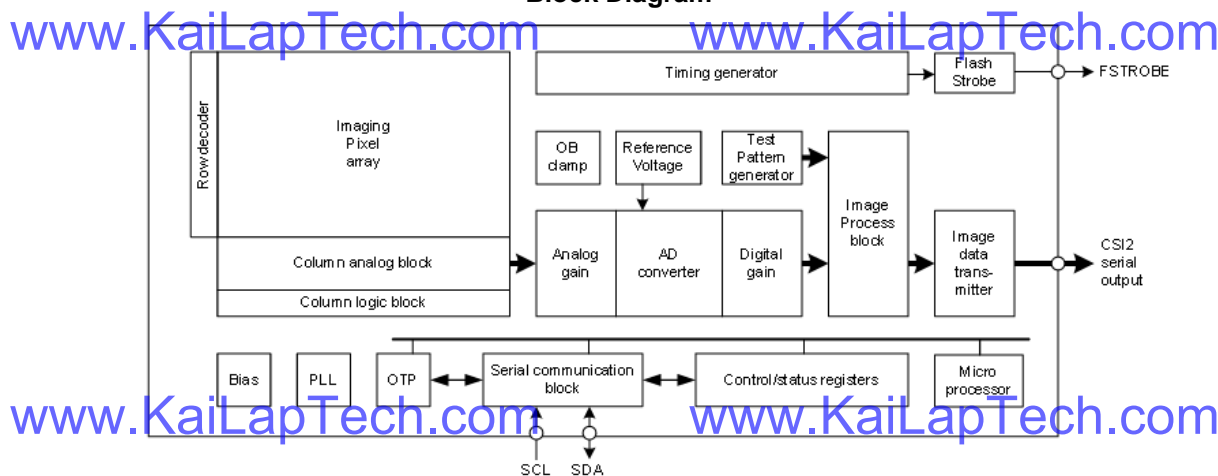 Block Diagram
www.KaiLapTech.com www.KaiLapTech.com
Row decoder
Imaging
Pixel
array
Timing generator
Flash
Strobe
FSTROBE
OB
clamp
Reference
Voltage
Test
Pattern
generator
Image
Process
block
Column analog block
Column logic block
Analog
gain
AD
converter
Digital
gain
Image
data
trans-
mitter
CSI2
serial
output
Bias
PLL
OTP
Serial communication
block
Control/status registers
Micro
processor
www.KaiLapTech.com www.KaiLapTech.com
SCL SDA